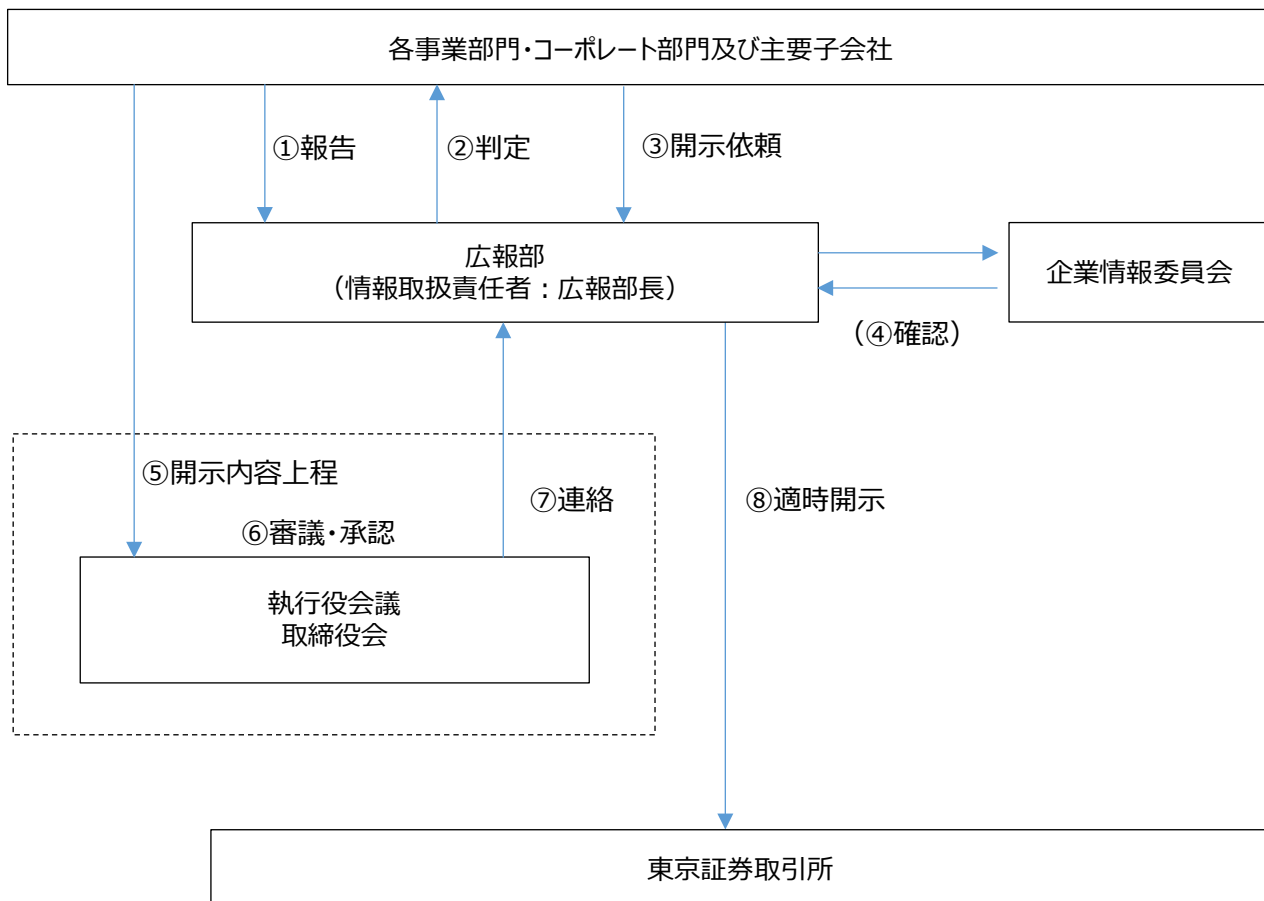 各事業部門・コーポレート部門及び主要子会社
①報告
②判定
③開示依頼
広報部
（情報取扱責任者：広報部長）
企業情報委員会
（④確認）
⑤開示内容上程
⑥審議・承認
⑦連絡
⑧適時開示
執行役会議
取締役会
東京証券取引所